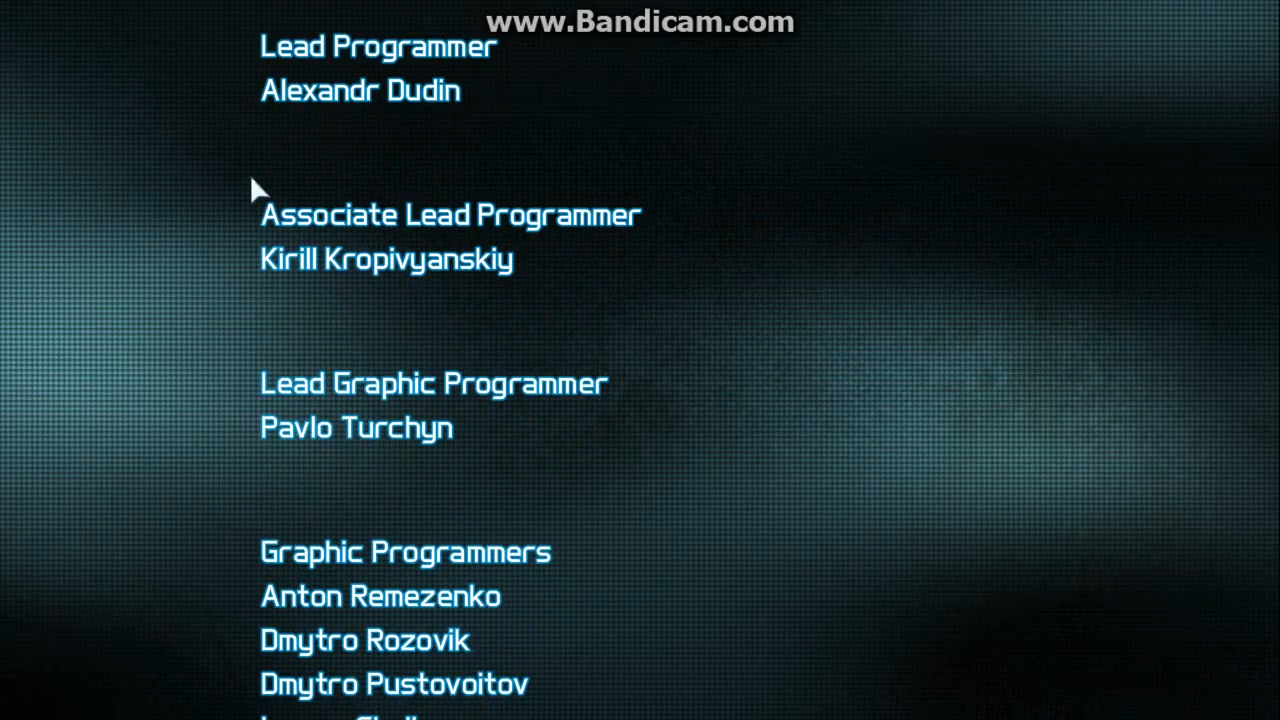 www.Bandicam.com
Lead Programmer
Alexandr Dudin
Associate Lead Programmer
Kirill Kropivyanskiy
Lead Graphic Programmer
Pavlo Turchyn
Graphic Programmers
Anton Remezenko
Dmytro Rozovik
Dmytro Pustovoitov